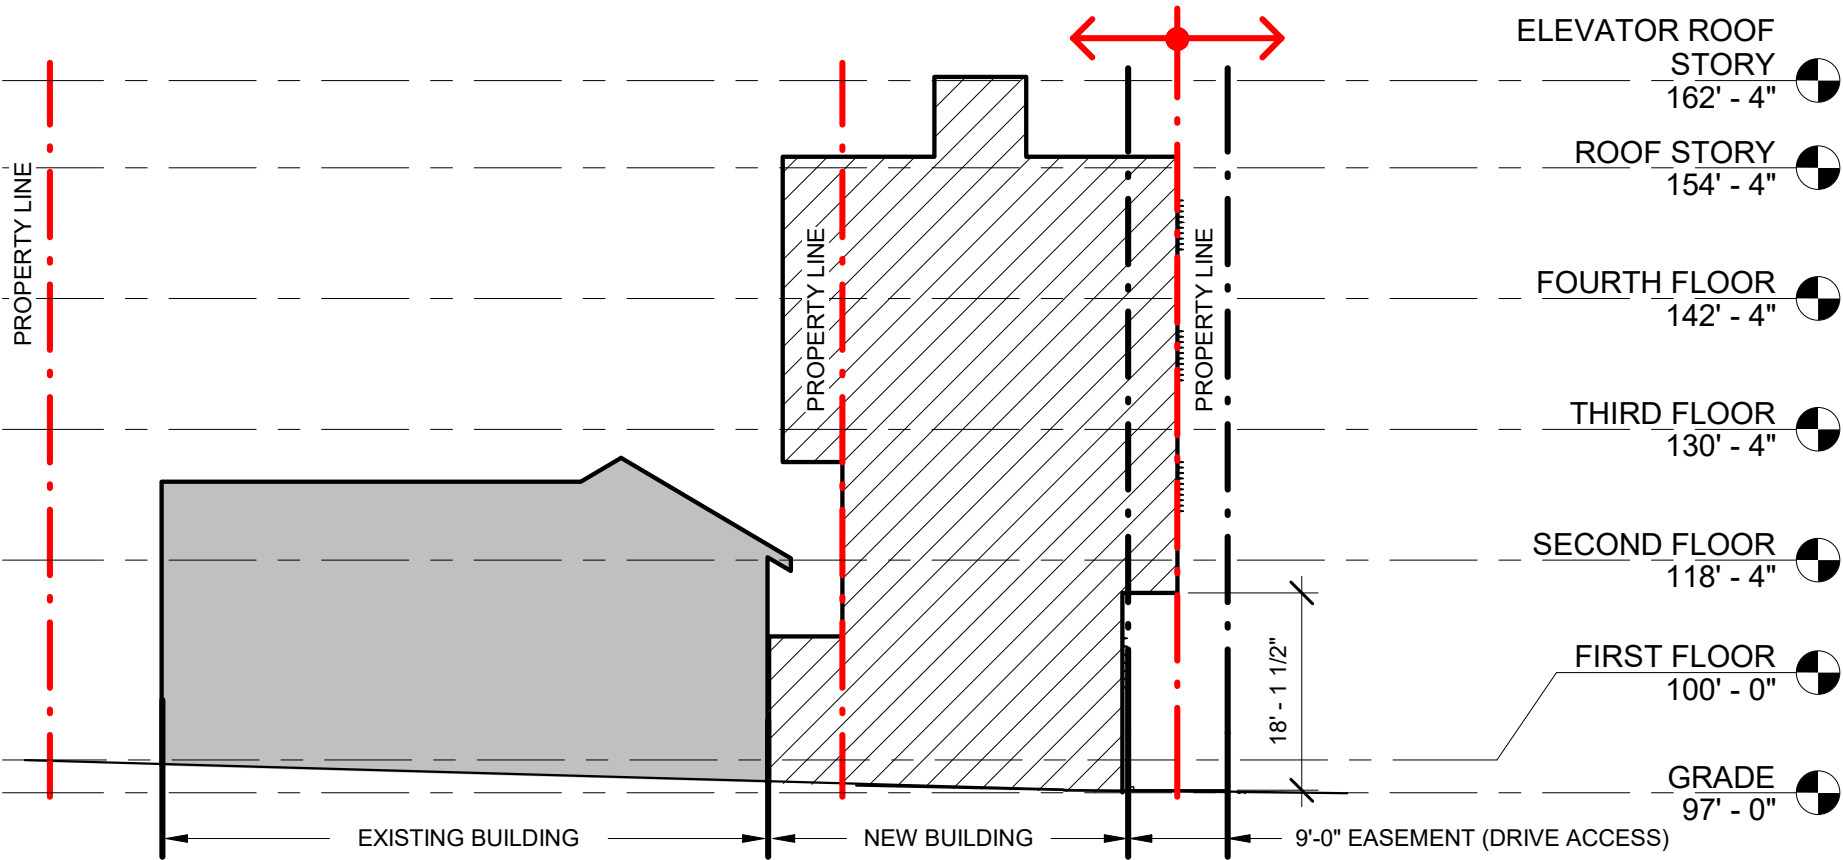 ELEVATOR ROOF
STORY
162' - 4"
ROOF STORY
154' - 4"
FOURTH FLOOR
142' - 4"
THIRD FLOOR
130' - 4"
SECOND FLOOR
118' - 4"
FIRST FLOOR
100' - 0"
GRADE
97' - 0"
PROPERTY LINE
PROPERTY LINE
PROPERTY LINE
18' - 1 1/2"
EXISTING BUILDING
NEW BUILDING
9'-0" EASEMENT (DRIVE ACCESS)